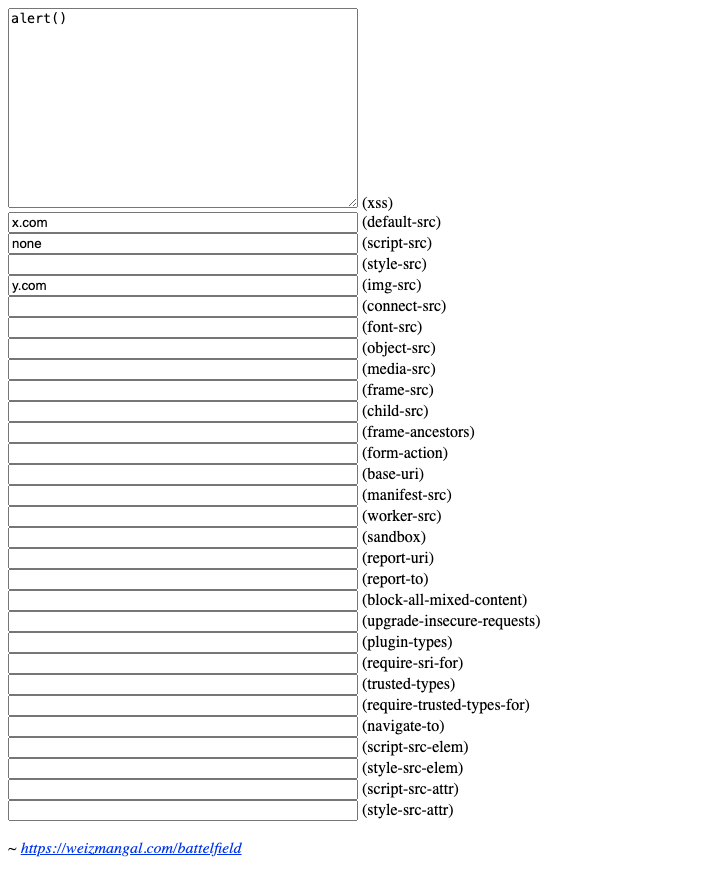 alert()
(xss)
x.com (default-src)
none (script-src)
(style-src)
y.com (img-src)
(connect-src)
(font-src)
(object-src)
(media-src)
(frame-src)
(child-src)
(frame-ancestors)
(form-action)
(base-uri)
(manifest-src)
(worker-src)
(sandbox)
(report-uri)
(report-to)
(block-all-mixed-content)
(upgrade-insecure-requests)
(plugin-types)
(require-sri-for)
(trusted-types)
(require-trusted-types-for)
(navigate-to)
(script-src-elem)
(style-src-elem)
(script-src-attr)
(style-src-attr)
~ https://weizmangal.com/battelfield